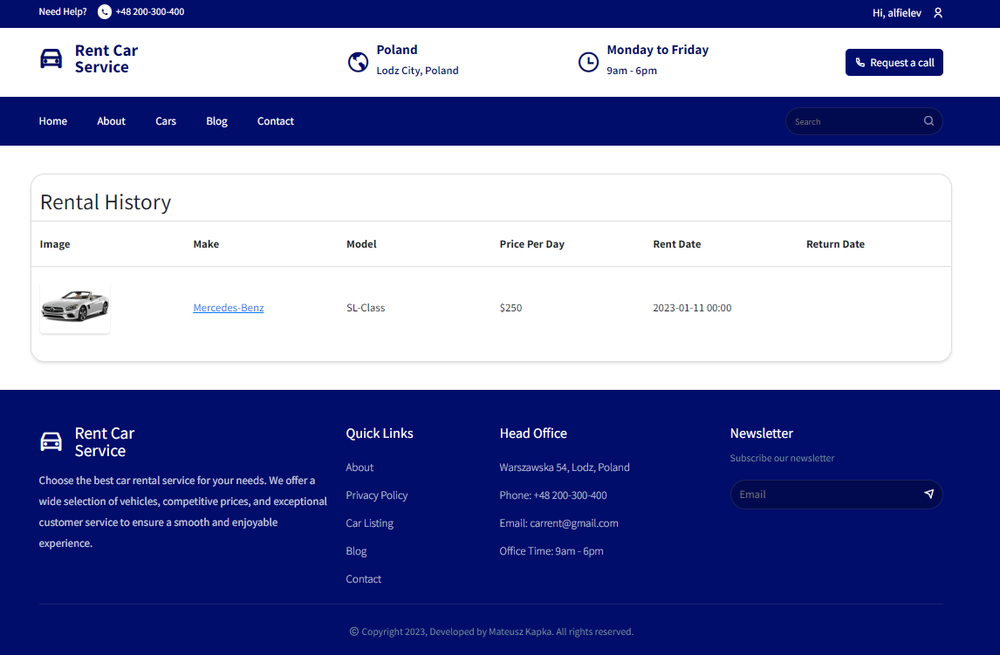 Need Help? +48 200-300-400
Hi, alfielev
Rent Car
Service
Poland
Lodz City, Poland
Monday to Friday
9am - 6pm
Request a call
Home About Cars Blog Contact
Search
Rental History
Image Make Model Price Per Day Rent Date Return Date
Mercedes-Benz SL-Class $250 2023-01-11 00:00
Rent Car
Service
Choose the best car rental service for your needs. We offer a
wide selection of vehicles, competitive prices, and exceptional
customer service to ensure a smooth and enjoyable
experience.
Quick Links
About
Privacy Policy
Car Listing
Blog
Contact
Head Office
Warszawska 54, Lodz, Poland
Phone: +48 200-300-400
Email: carrent@gmail.com
Office Time: 9am - 6pm
Newsletter
Subscribe our newsletter
Email
© Copyright 2023, Developed by Mateusz Kapka. All rights reserved.